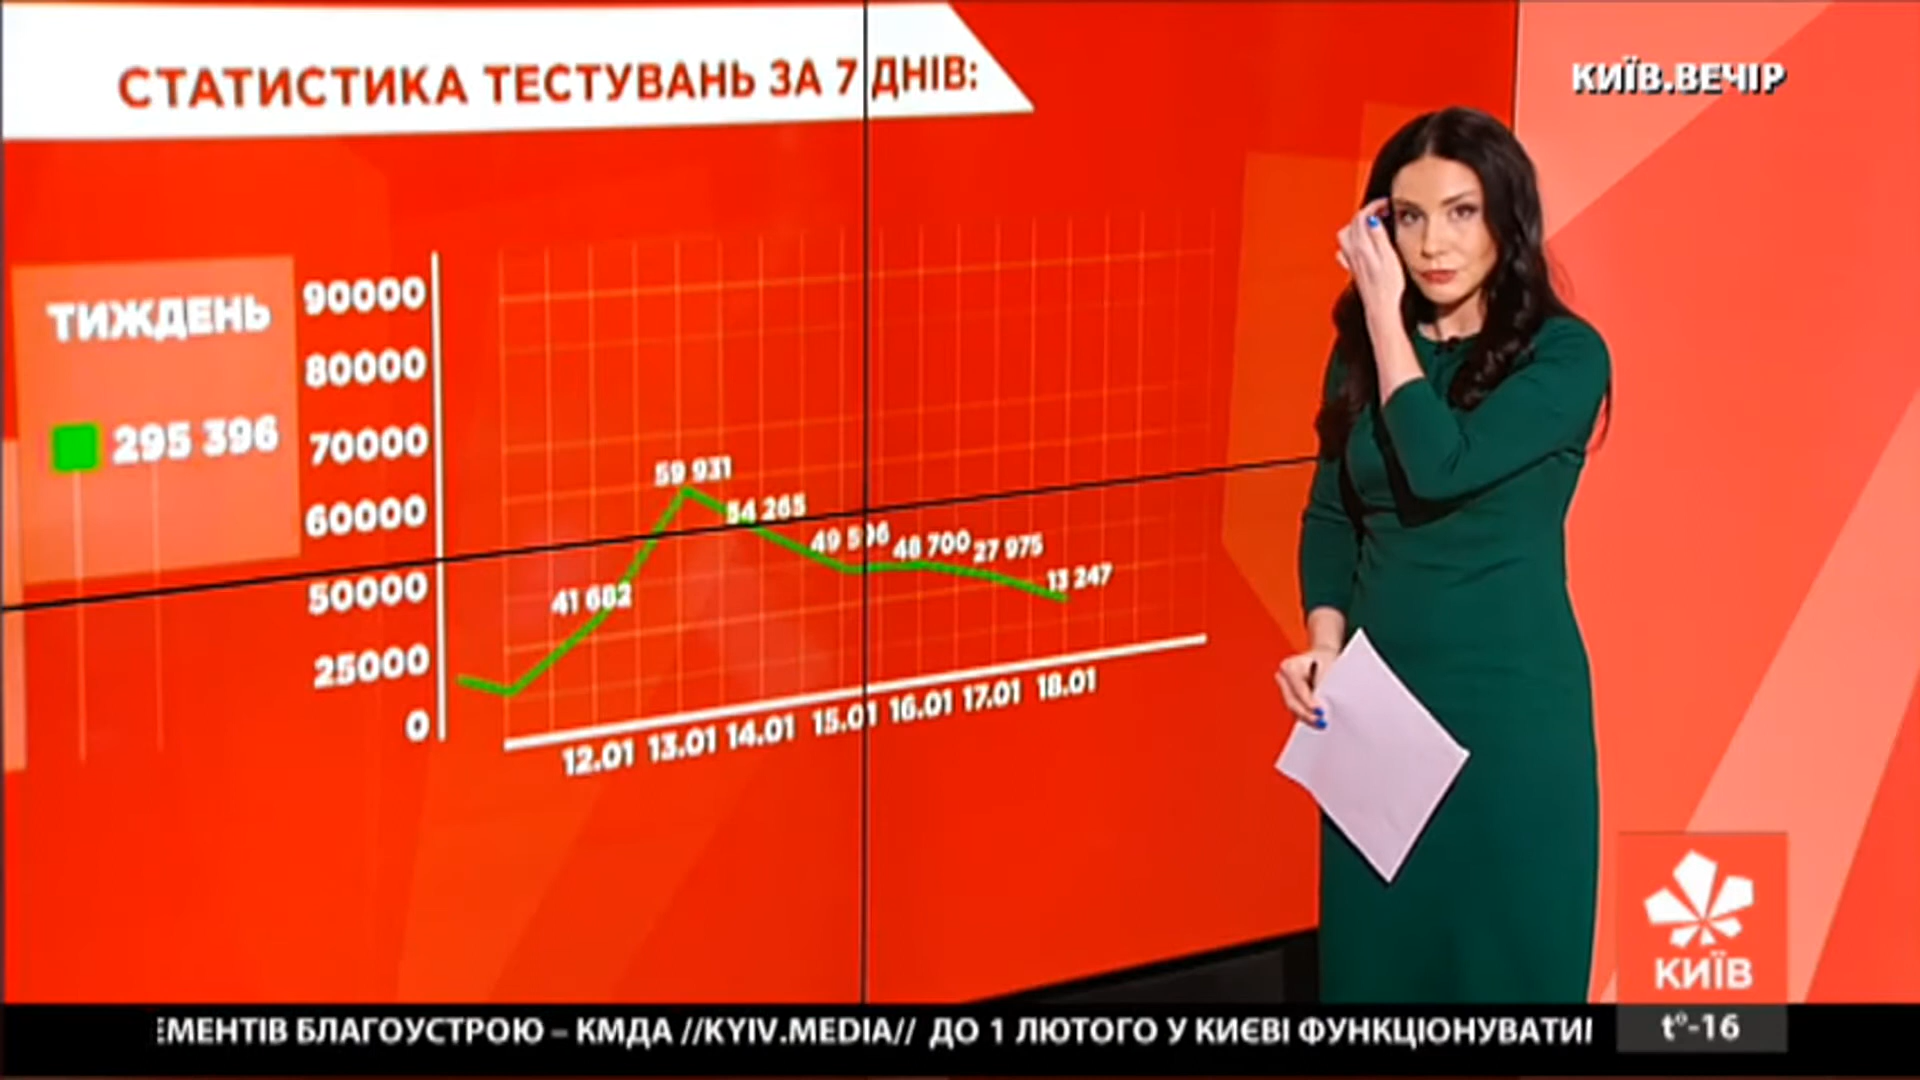 СТАТИСТИКА ТЕСТУВАНЬ ЗА 7 ДНІВ:
КИЇВ.ВЕЧІР
ТИЖДЕНЬ
295 396
90000
80000
70000
60000
50000
25000
0
59 931
54 265
49 596
48 700
27 975
13 247
41 682
12.01 13.01 14.01 15.01 16.01 17.01 18.01
КИЇВ
ЕМЕНТІВ БЛАГОУСТРОЮ – КМДА //KYIV.MEDIA// ДО 1 ЛЮТОГО У КИЄВІ ФУНКЦІОНУВАТИ
t°-16